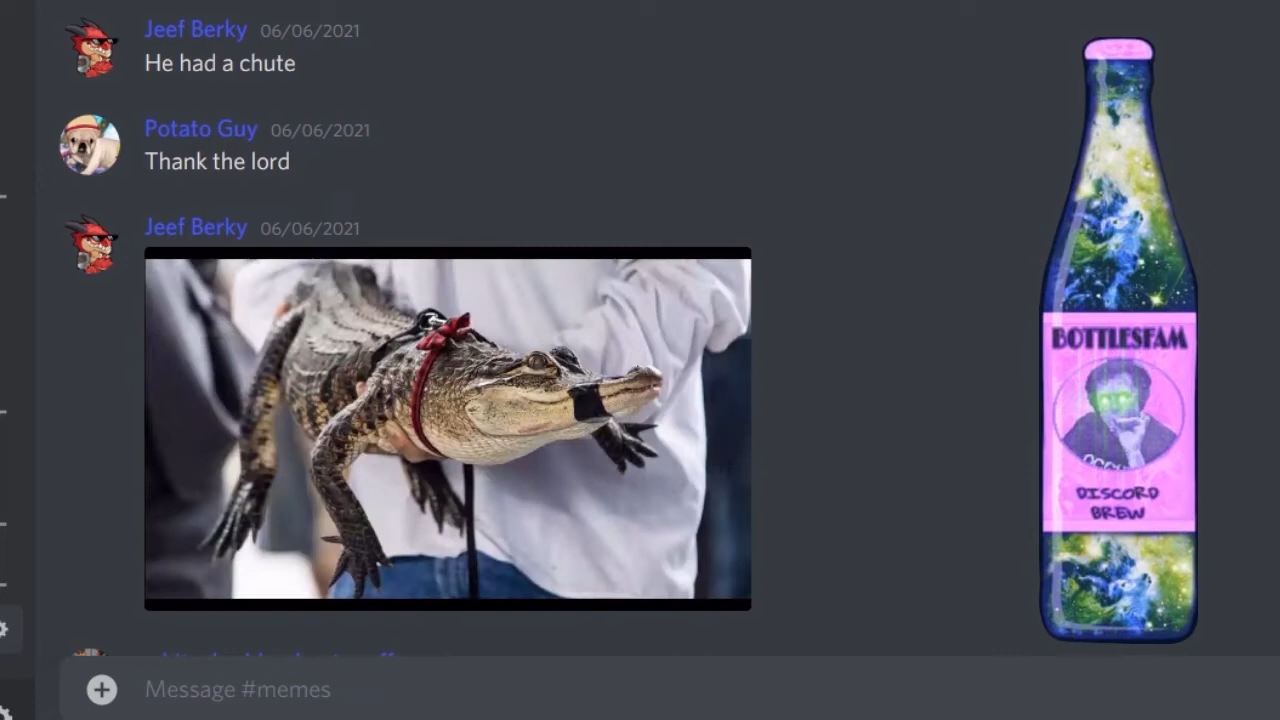 Jeef Berky 06/06/2021
He had a chute
Potato Guy 06/06/2021
Thank the lord
Jeef Berky 06/06/2021
BOTTLESFAM
DISCORD
BREW
Message #memes